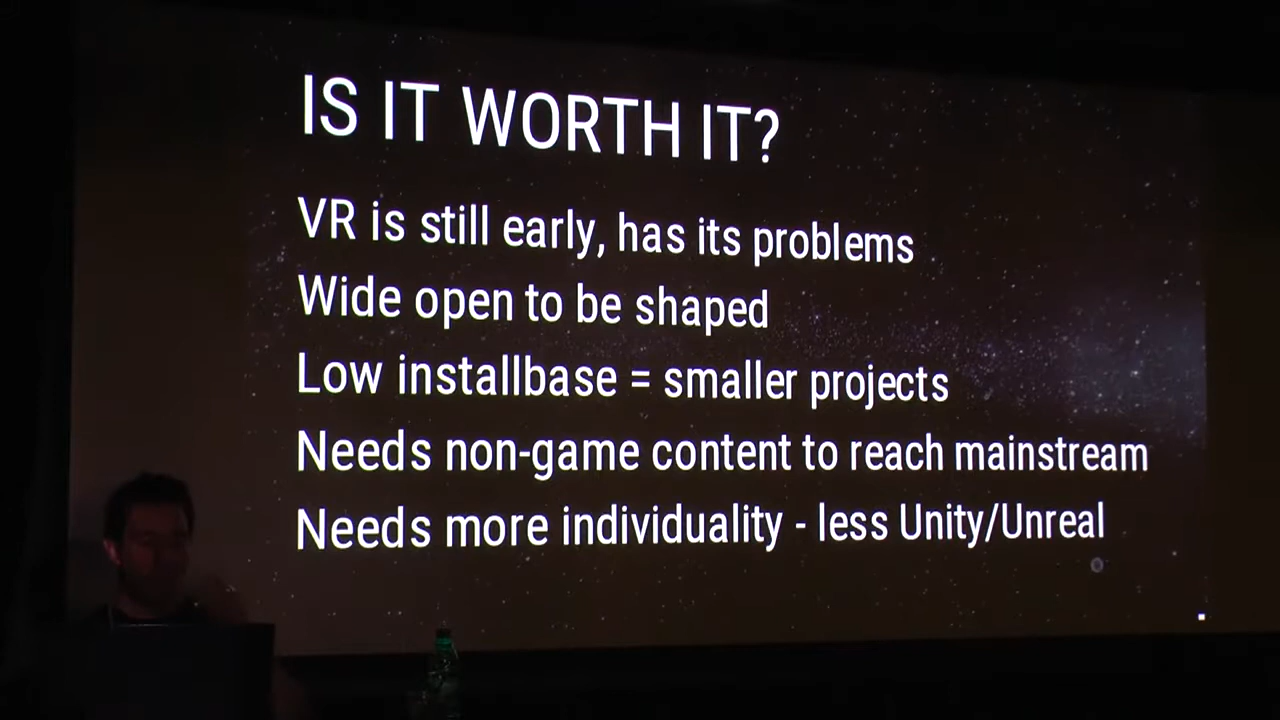 IS IT WORTH IT?
VR is still early, has its problems
Wide open to be shaped
Low installbase = smaller projects
Needs non-game content to reach mainstream
Needs more individuality - less Unity/Unreal